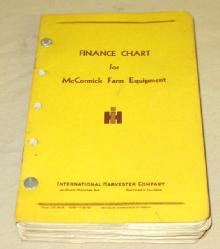 FINANCE CHART
for
McCormick Farm Equipment
INTERNATIONAL HARVESTER COMPANY